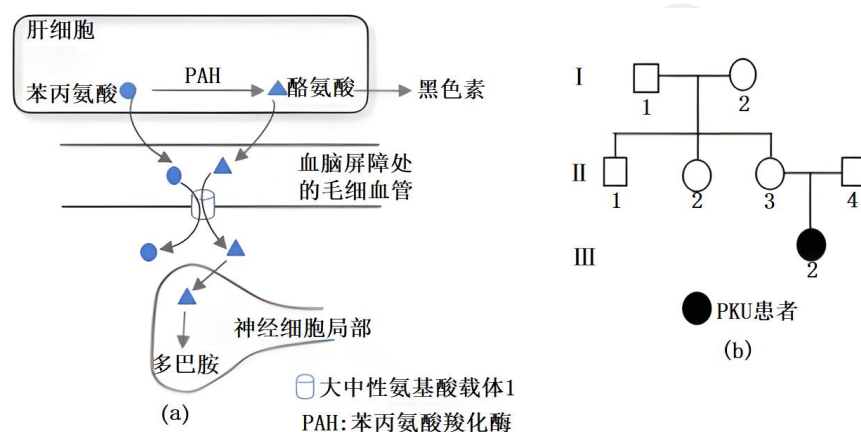 肝细胞
苯丙氨酸
PAH
酪氨酸
黑色素
血脑屏障处
的毛细血管
神经细胞局部
多巴胺
大中性氨基酸载体1
PAH:苯丙氨酸羧化酶
(a)
I
1
2
II
1
2
3
4
III
2
PKU患者
(b)